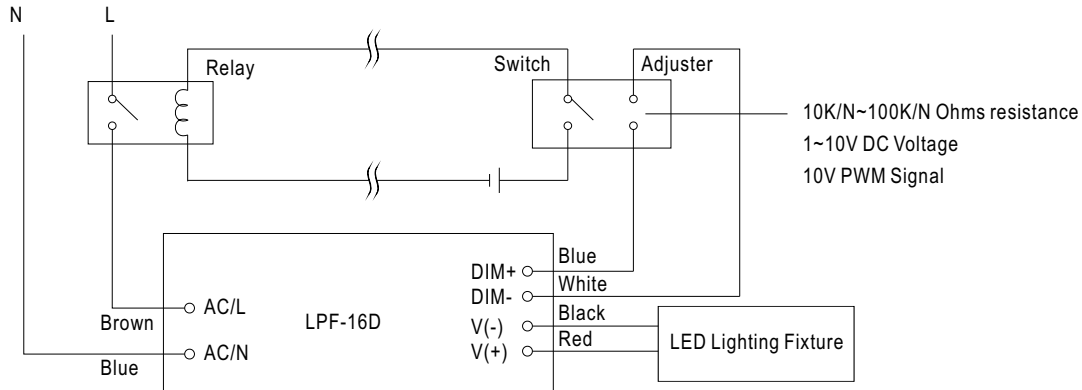 N
L
Relay
Switch
Adjuster
10K/N~100K/N Ohms resistance
1~10V DC Voltage
10V PWM Signal
Blue
DIM+
White
DIM-
Black
V(-)
Red
V(+)
AC/L
Brown
LPF-16D
LED Lighting Fixture
AC/N
Blue